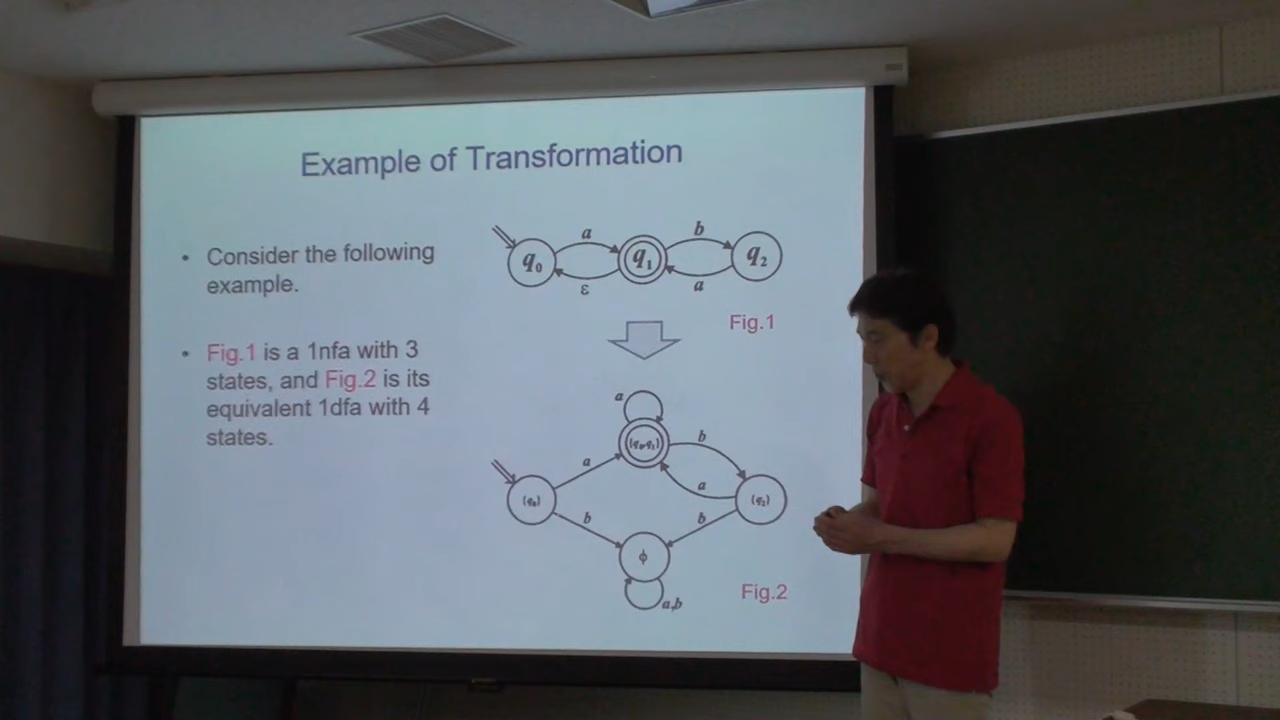 Example of Transformation
• Consider the following
example.
• Fig.1 is a 1nfa with 3
states, and Fig.2 is its
equivalent 1dfa with 4
states.
a
b
q₀
q₁
q₂
ε
a
Fig.1
a
{q₀,q₁}
b
a
a
{q₀}
{q₂}
b
b
ϕ
Fig.2
a,b